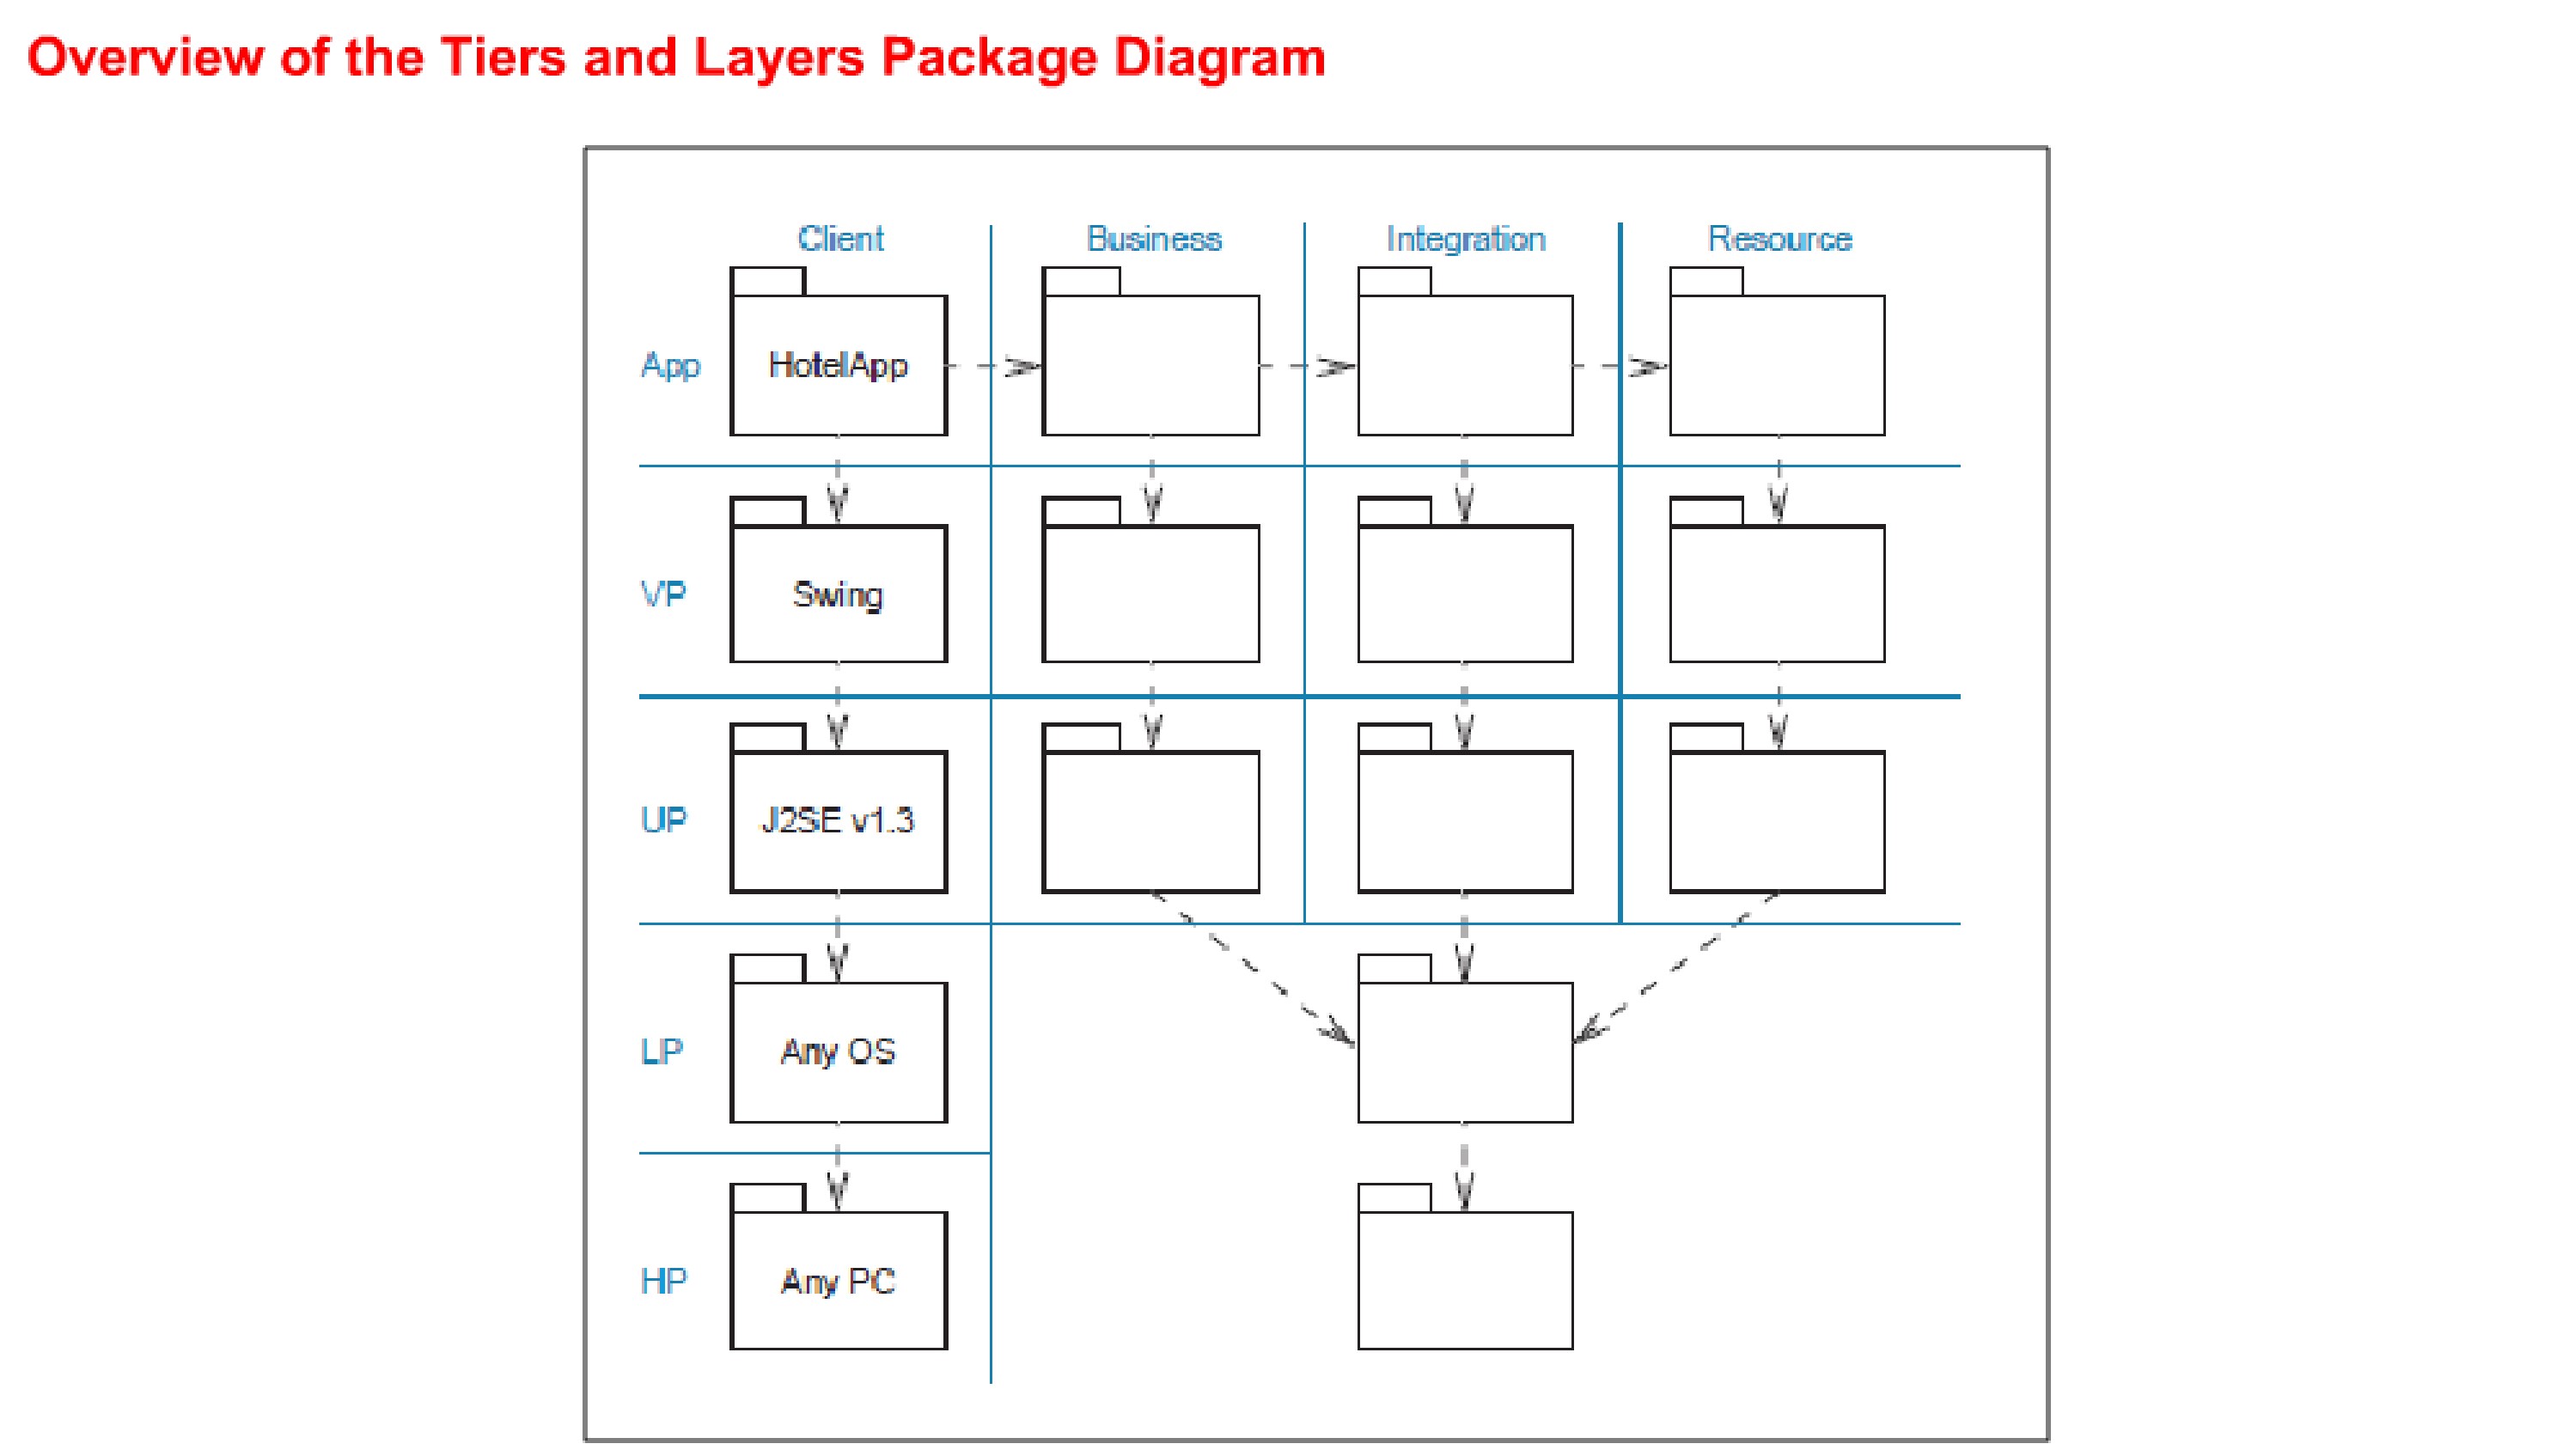 Overview of the Tiers and Layers Package Diagram
Client Business Integration Resource
App HotelApp
VP Swing
UP J2SE v1.3
LP Any OS
HP Any PC